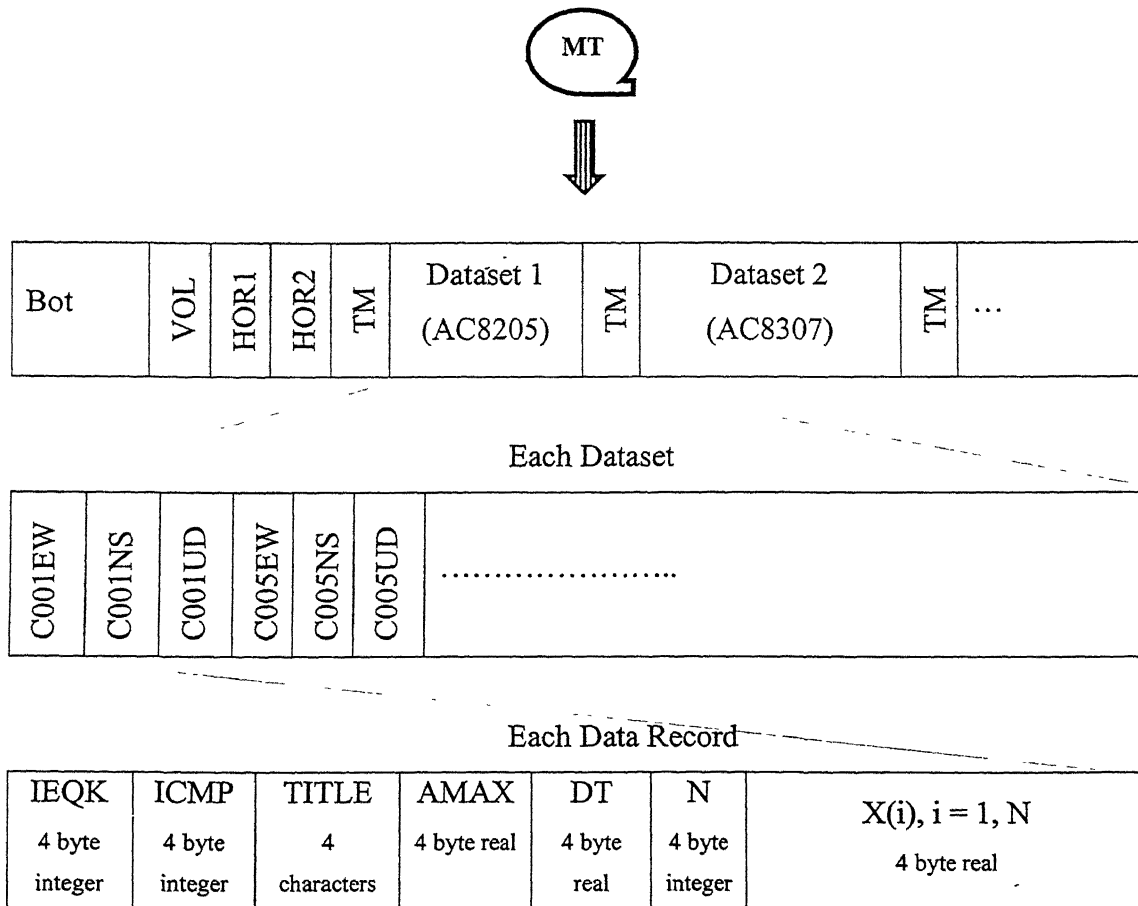 MT
Bot
VOL
HOR1
HOR2
TM
Dataset 1
(AC8205)
TM
Dataset 2
(AC8307)
TM
...
Each Dataset
C001EW
C001NS
C001UD
C005EW
C005NS
C005UD
........................
Each Data Record
IEQK
4 byte
integer
ICMP
4 byte
integer
TITLE
4
characters
AMAX
4 byte real
DT
4 byte
real
N
4 byte
integer
X(i), i = 1, N
4 byte real